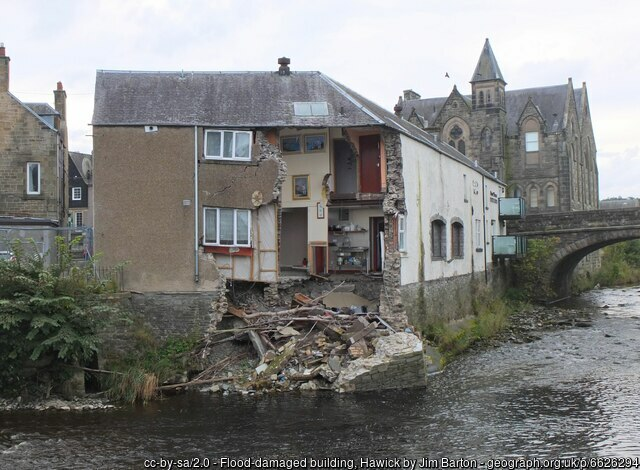 cc-by-sa/2.0 - Flood-damaged building, Hawick by Jim Barton - geograph.org.uk/p/6626294